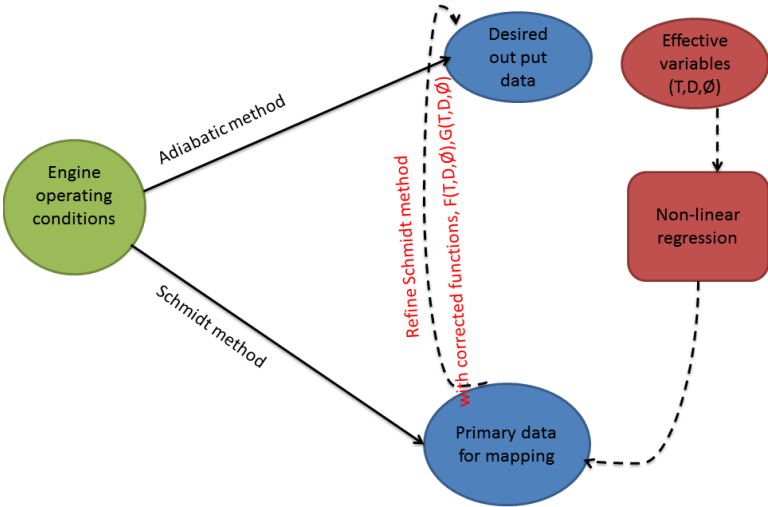 Desired
out put
data
Effective
variables
(T,D,Ø)
Adiabatic method
Engine
operating
conditions
Schmidt method
Refine Schmidt method
with corrected functions, F(T,D,Ø),G(T,D,Ø)
Non-linear
regression
Primary data
for mapping